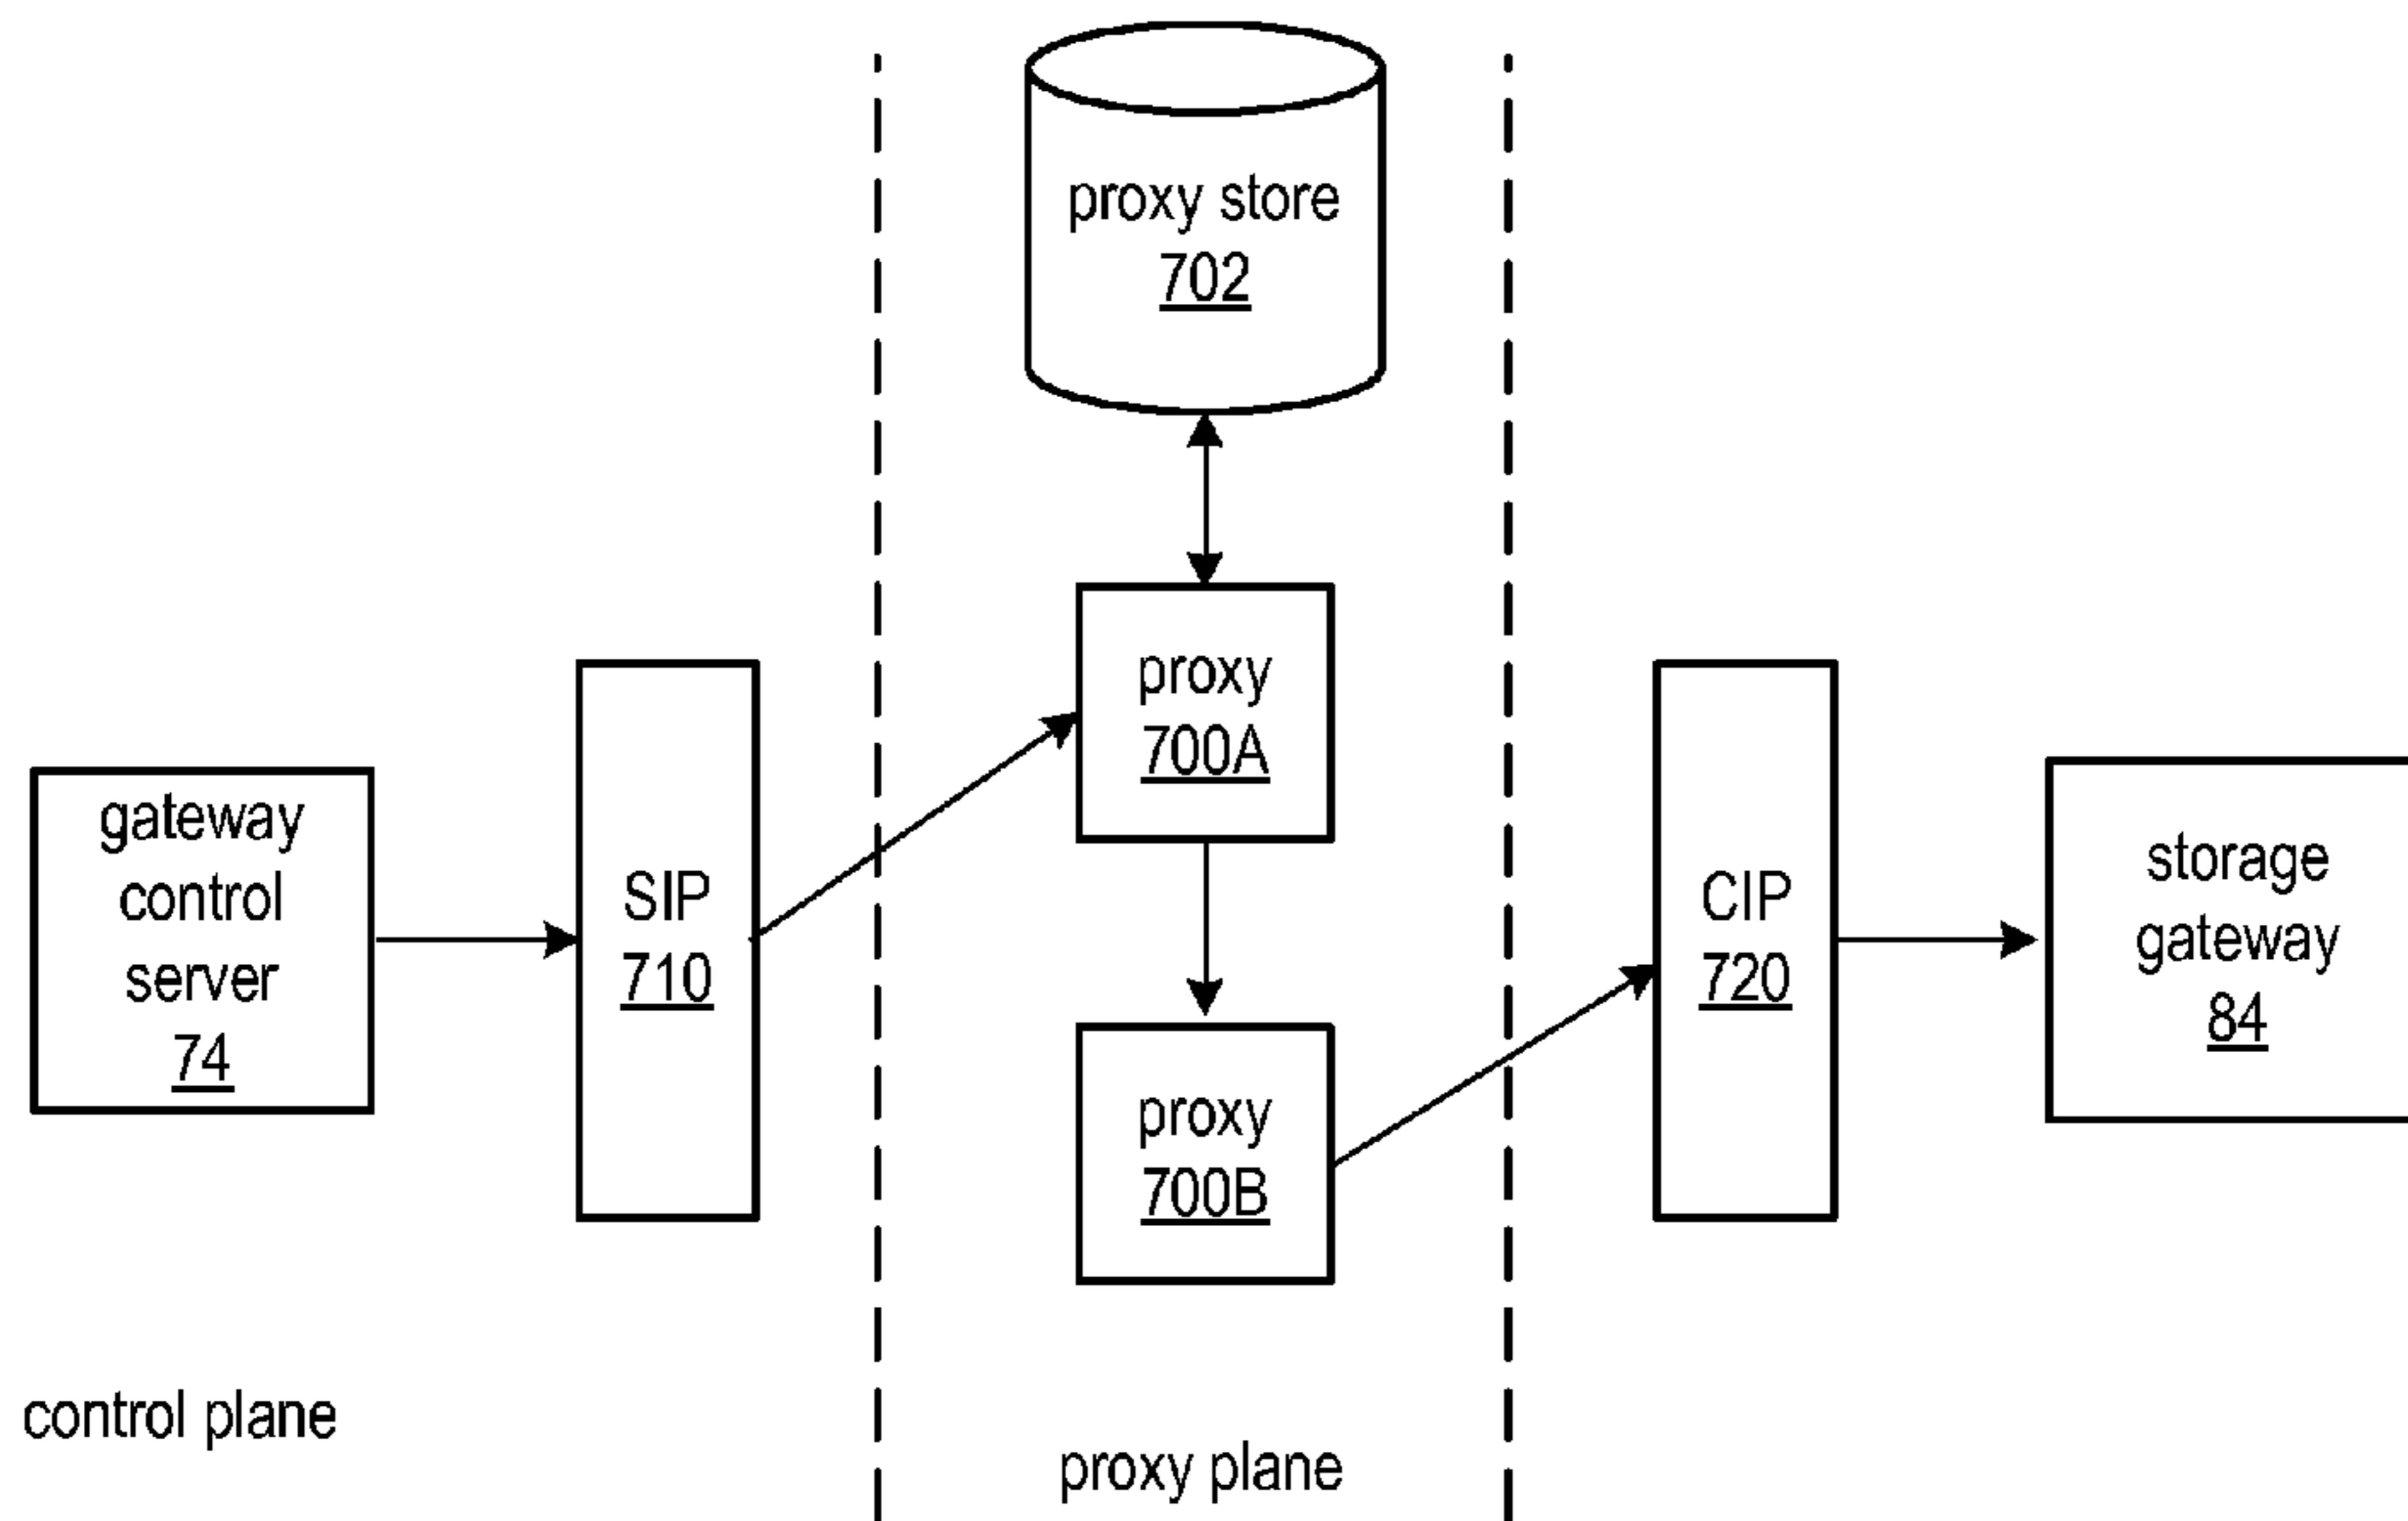 proxy store
702
proxy
700A
gateway
control
server
74
SIP
710
CIP
720
storage
gateway
84
proxy
700B
control plane
proxy plane